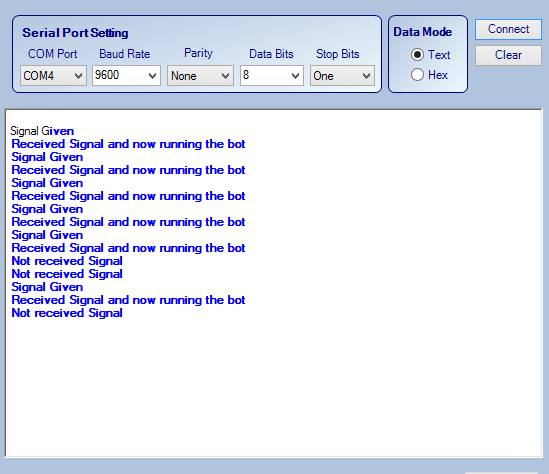 Serial Port Setting
COM Port Baud Rate Parity Data Bits Stop Bits
COM4 9600 None 8 One
Data Mode
Text
Hex
Connect
Clear
Signal Given
Received Signal and now running the bot
Signal Given
Received Signal and now running the bot
Signal Given
Received Signal and now running the bot
Signal Given
Received Signal and now running the bot
Signal Given
Received Signal and now running the bot
Not received Signal
Not received Signal
Signal Given
Received Signal and now running the bot
Not received Signal